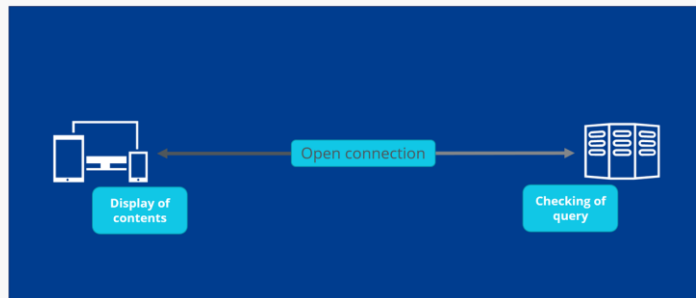 Open connection
Display of
contents
Checking of
query